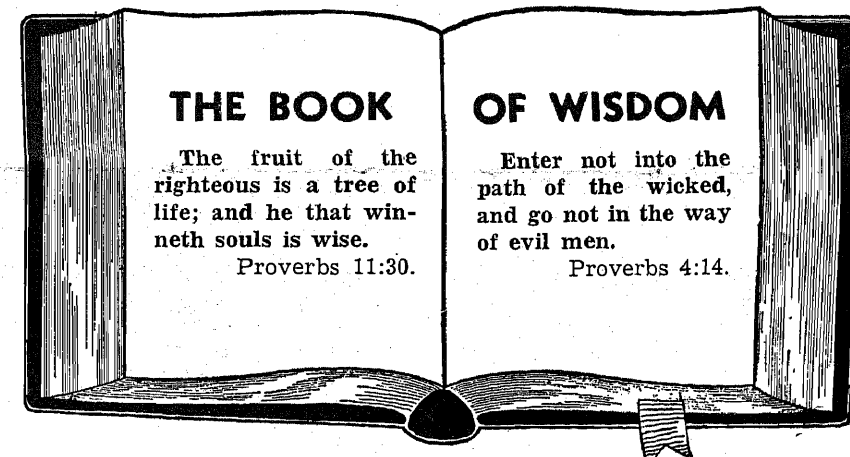 THE BOOK
The fruit of the
righteous is a tree of
life; and he that win-
neth souls is wise.
Proverbs 11:30.
OF WISDOM
Enter not into the
path of the wicked,
and go not in the way
of evil men.
Proverbs 4:14.